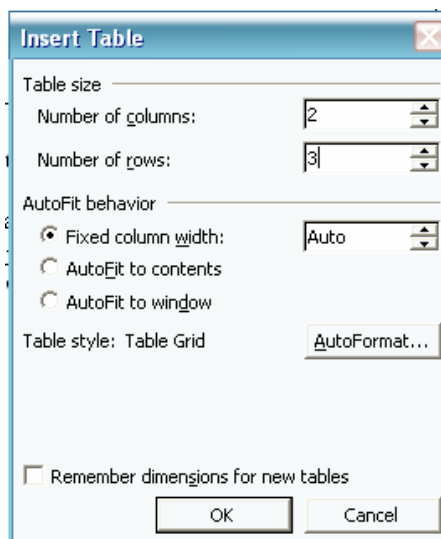 Insert Table
Table size
Number of columns: 2
Number of rows: 3
AutoFit behavior
Fixed column width: Auto
AutoFit to contents
AutoFit to window
Table style: Table Grid AutoFormat...
Remember dimensions for new tables
OK Cancel